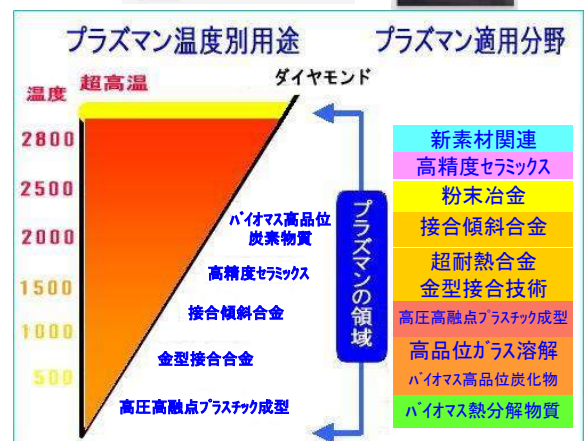 プラズマン温度別用途
プラズマン適用分野
温度
超高温
ダイヤモンド
2800
2500
2000
1500
1000
500
バイオマス高品位
炭素物質
高精度セラミックス
接合傾斜合金
金型接合合金
高圧高融点プラスチック成型
プラズマンの領域
新素材関連
高精度セラミックス
粉末冶金
接合傾斜合金
超耐熱合金
金型接合技術
高圧高融点プラスチック成型
高品位ガラス溶解
バイオマス高品位炭化物
バイオマス熱分解物質